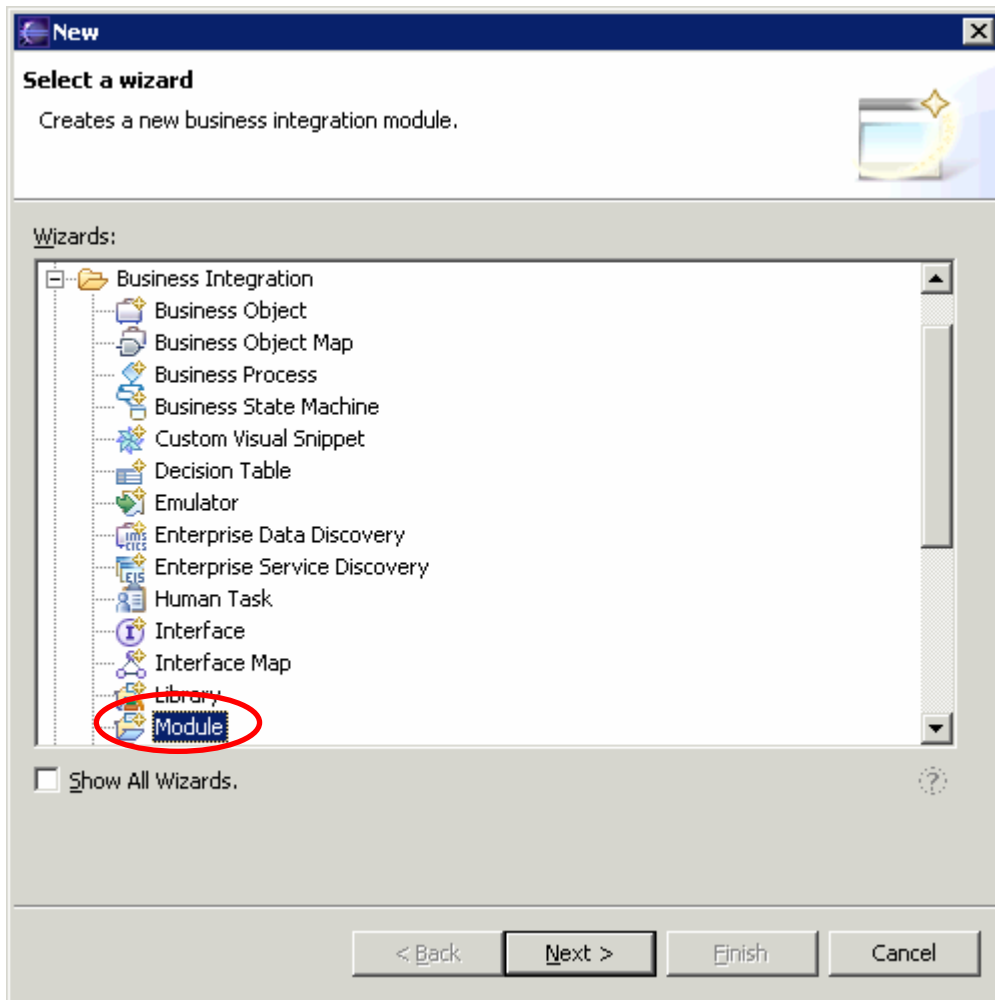 New
Select a wizard
Creates a new business integration module.
Wizards:
Business Integration
Business Object
Business Object Map
Business Process
Business State Machine
Custom Visual Snippet
Decision Table
Emulator
Enterprise Data Discovery
Enterprise Service Discovery
Human Task
Interface
Interface Map
Library
Module
Show All Wizards.
< Back Next > Finish Cancel